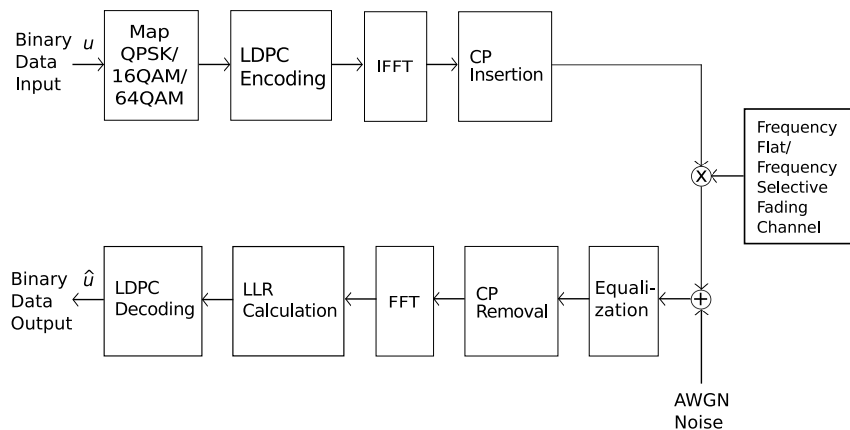 Binary
Data
Input
u
Map
QPSK/
16QAM/
64QAM
LDPC
Encoding
IFFT
CP
Insertion
Frequency
Flat/
Frequency
Selective
Fading
Channel
x
Binary
Data
Output
û
LDPC
Decoding
LLR
Calculation
FFT
CP
Removal
Equali-
zation
+
AWGN
Noise